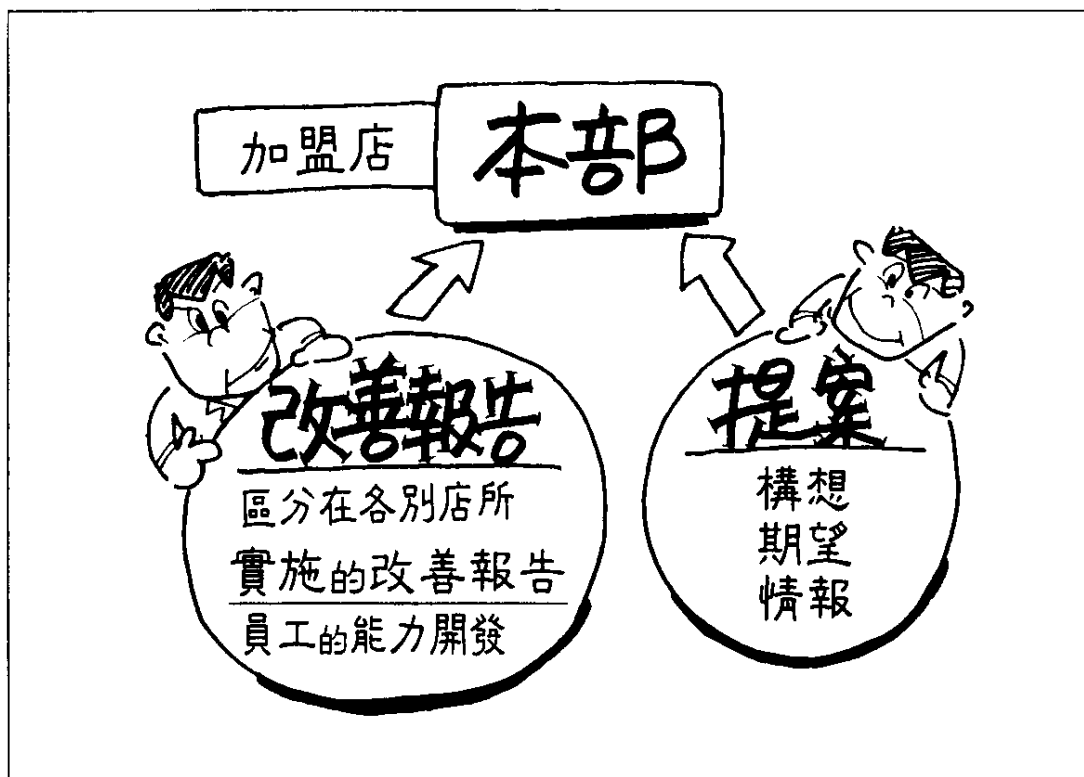 加盟店
本部
改善報告
區分在各別店所
實施的改善報告
員工的能力開發
提案
構想
期望
情報